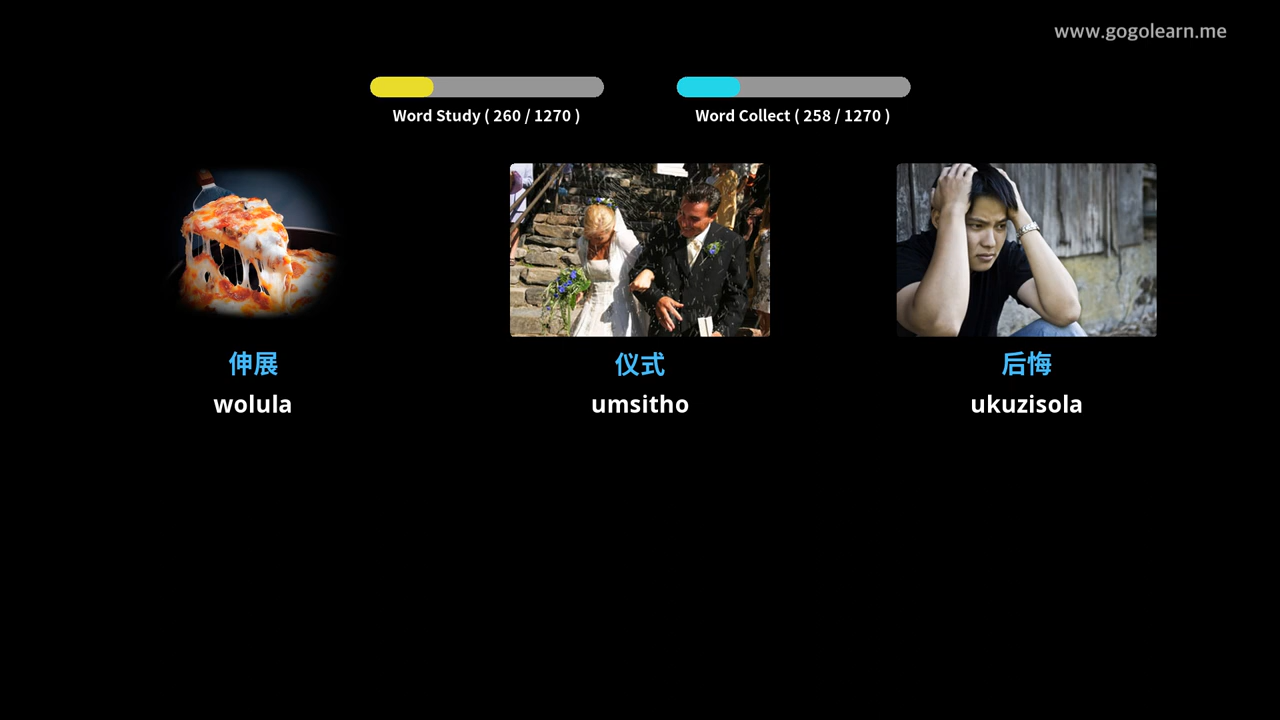 www.gogolearn.me
Word Study ( 260 / 1270 )
Word Collect ( 258 / 1270 )
伸展
仪式
后悔
wolula
umsitho
ukuzisola